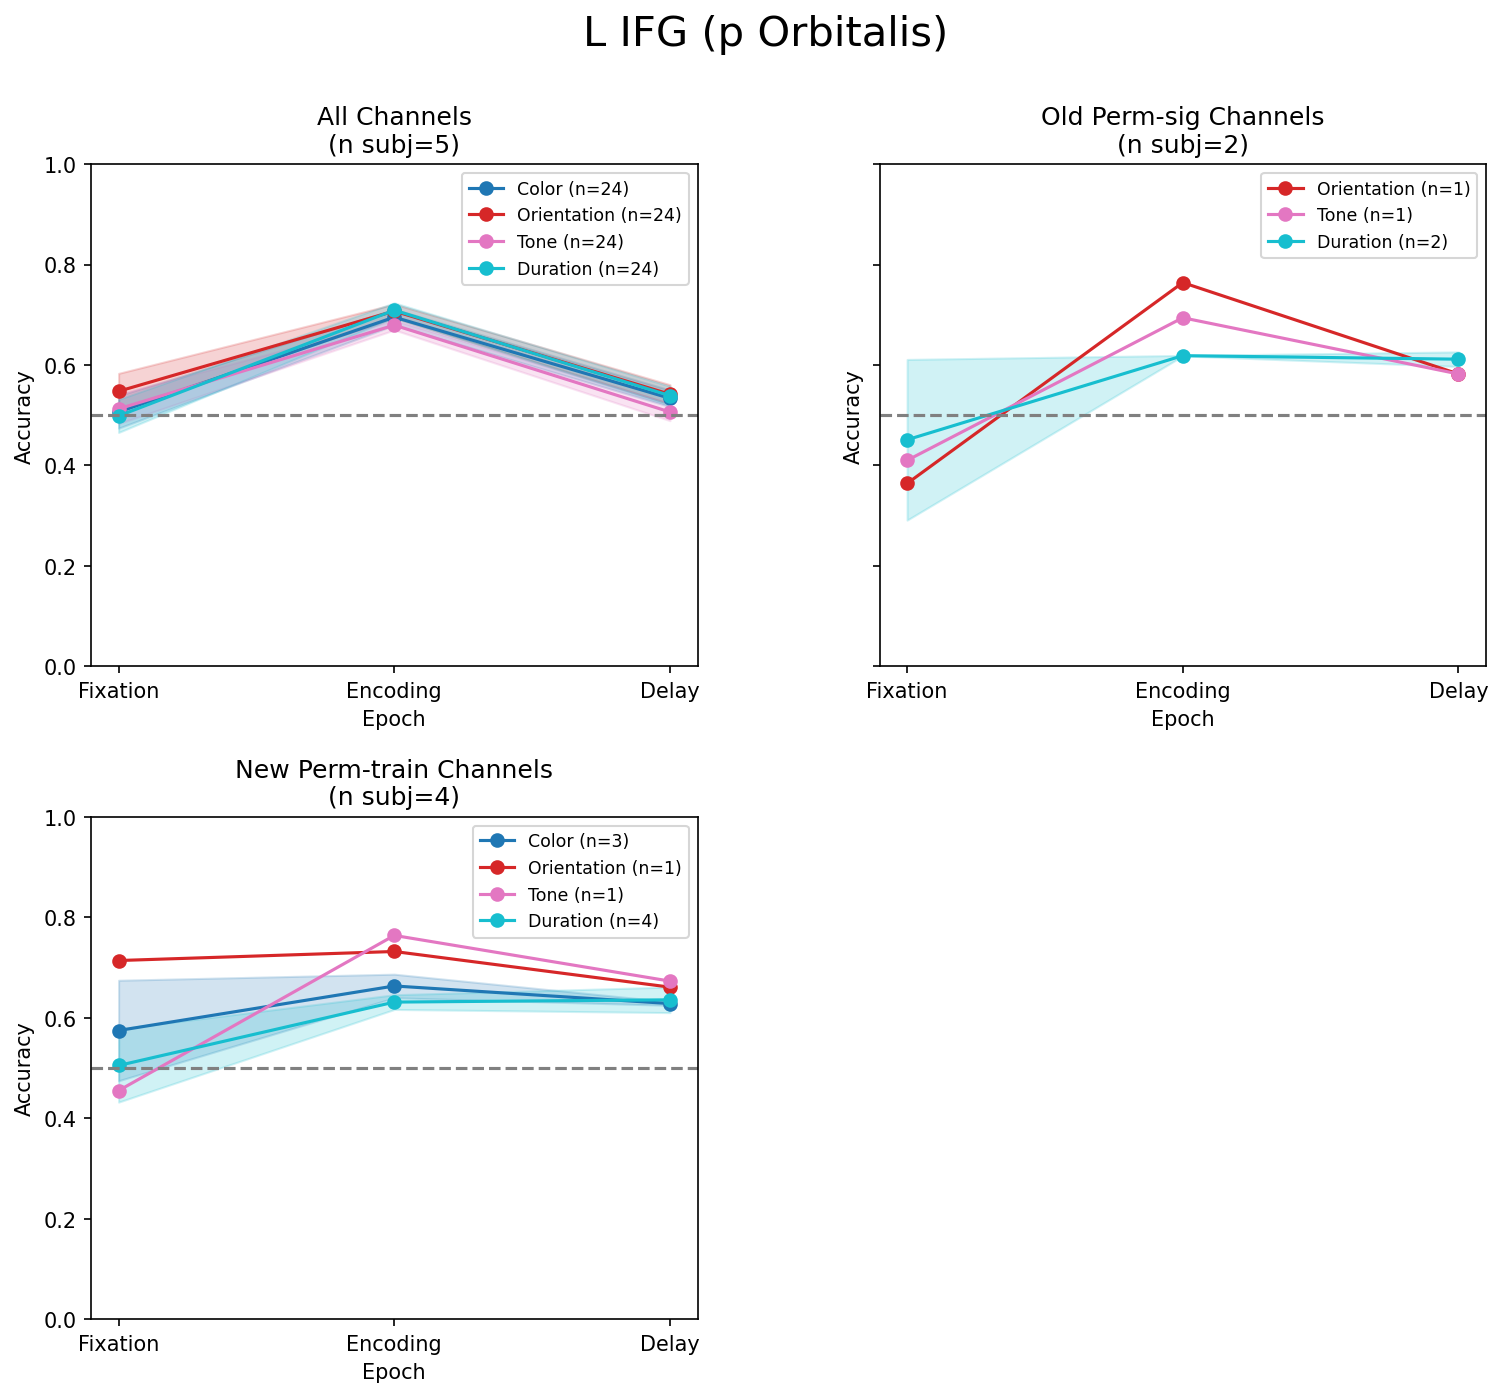 L IFG (p Orbitalis)
All Channels
(n subj=5)
1.0
0.8
0.6
0.4
0.2
0.0
Accuracy
Color (n=24)
Orientation (n=24)
Tone (n=24)
Duration (n=24)
Fixation
Encoding
Delay
Epoch
Old Perm-sig Channels
(n subj=2)
Accuracy
Orientation (n=1)
Tone (n=1)
Duration (n=2)
Fixation
Encoding
Delay
Epoch
New Perm-train Channels
(n subj=4)
1.0
0.8
0.6
0.4
0.2
0.0
Accuracy
Color (n=3)
Orientation (n=1)
Tone (n=1)
Duration (n=4)
Fixation
Encoding
Delay
Epoch